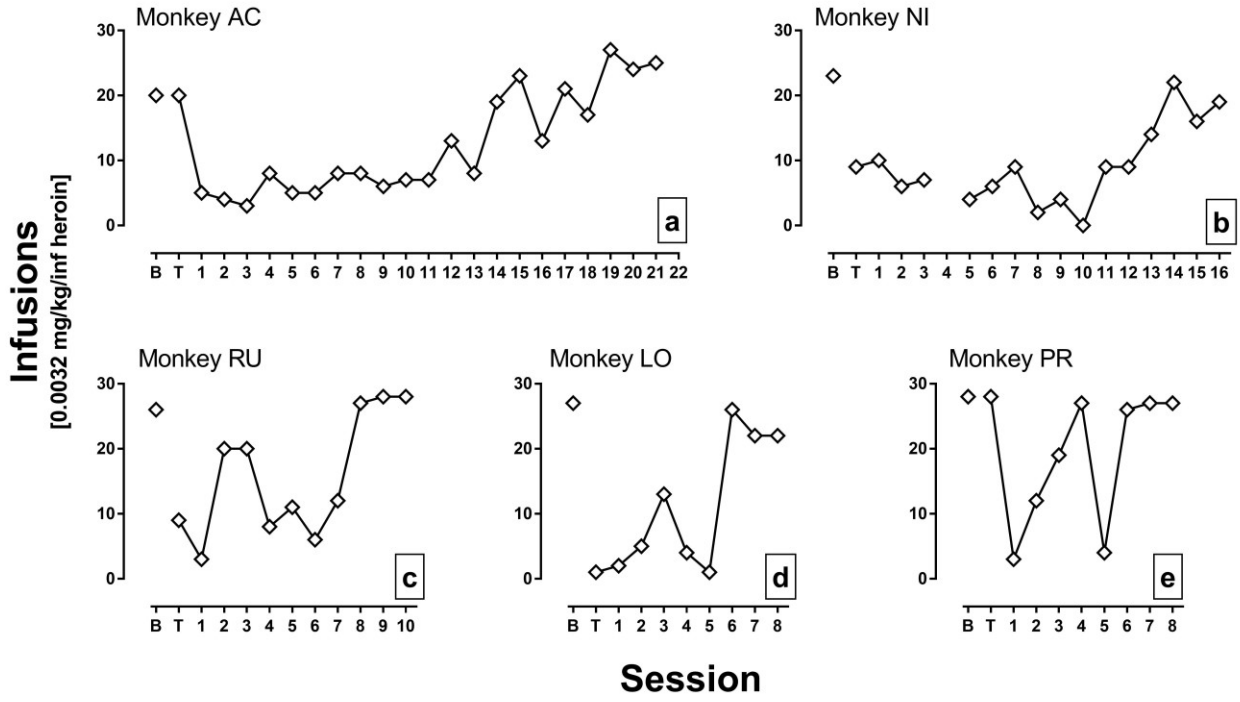 Monkey AC
30
20
10
0
B T 1 2 3 4 5 6 7 8 9 10 11 12 13 14 15 16 17 18 19 20 21 22
a
Monkey NI
30
20
10
0
B T 1 2 3 4 5 6 7 8 9 10 11 12 13 14 15 16
b
Infusions
[0.0032 mg/kg/inf heroin]
Monkey RU
30
20
10
0
B T 1 2 3 4 5 6 7 8 9 10
c
Monkey LO
30
20
10
0
B T 1 2 3 4 5 6 7 8
d
Monkey PR
30
20
10
0
B T 1 2 3 4 5 6 7 8
e
Session